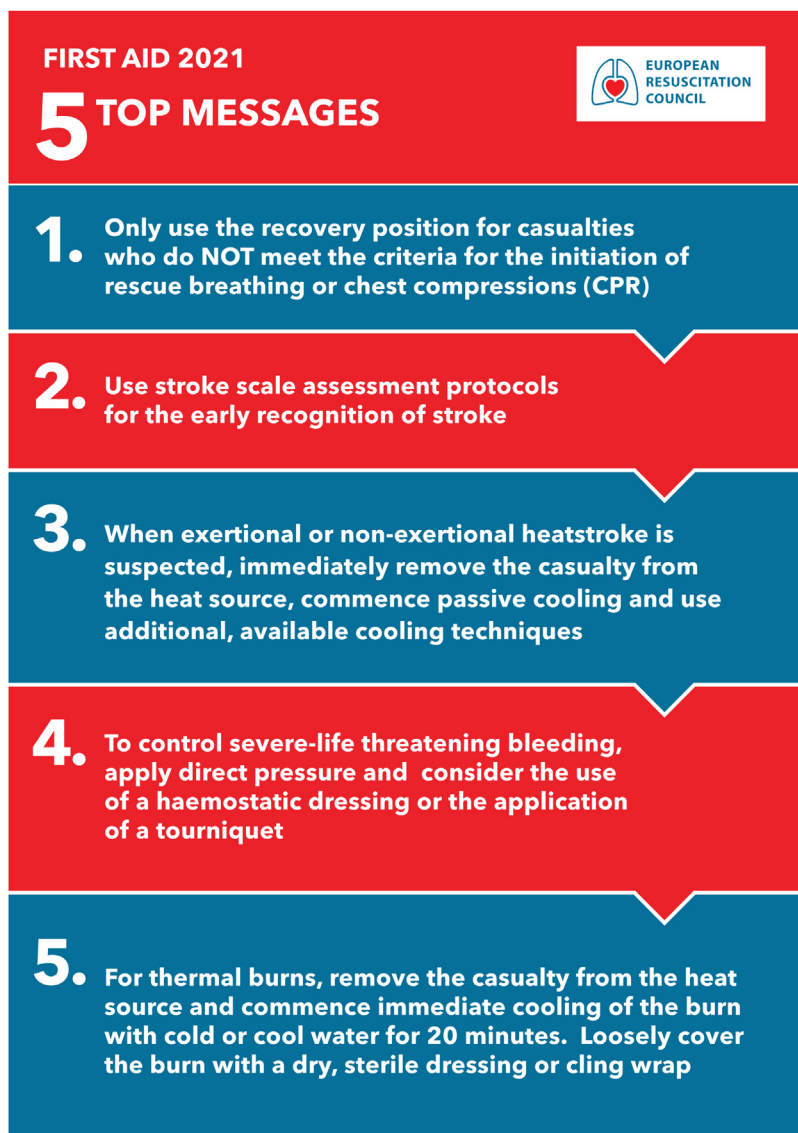 FIRST AID 2021
5 TOP MESSAGES
EUROPEAN
RESUSCITATION
COUNCIL
1. Only use the recovery position for casualties
who do NOT meet the criteria for the initiation of
rescue breathing or chest compressions (CPR)
2. Use stroke scale assessment protocols
for the early recognition of stroke
3. When exertional or non-exertional heatstroke is
suspected, immediately remove the casualty from
the heat source, commence passive cooling and use
additional, available cooling techniques
4. To control severe-life threatening bleeding,
apply direct pressure and  consider the use
of a haemostatic dressing or the application
of a tourniquet
5. For thermal burns, remove the casualty from the heat
source and commence immediate cooling of the burn
with cold or cool water for 20 minutes.  Loosely cover
the burn with a dry, sterile dressing or cling wrap